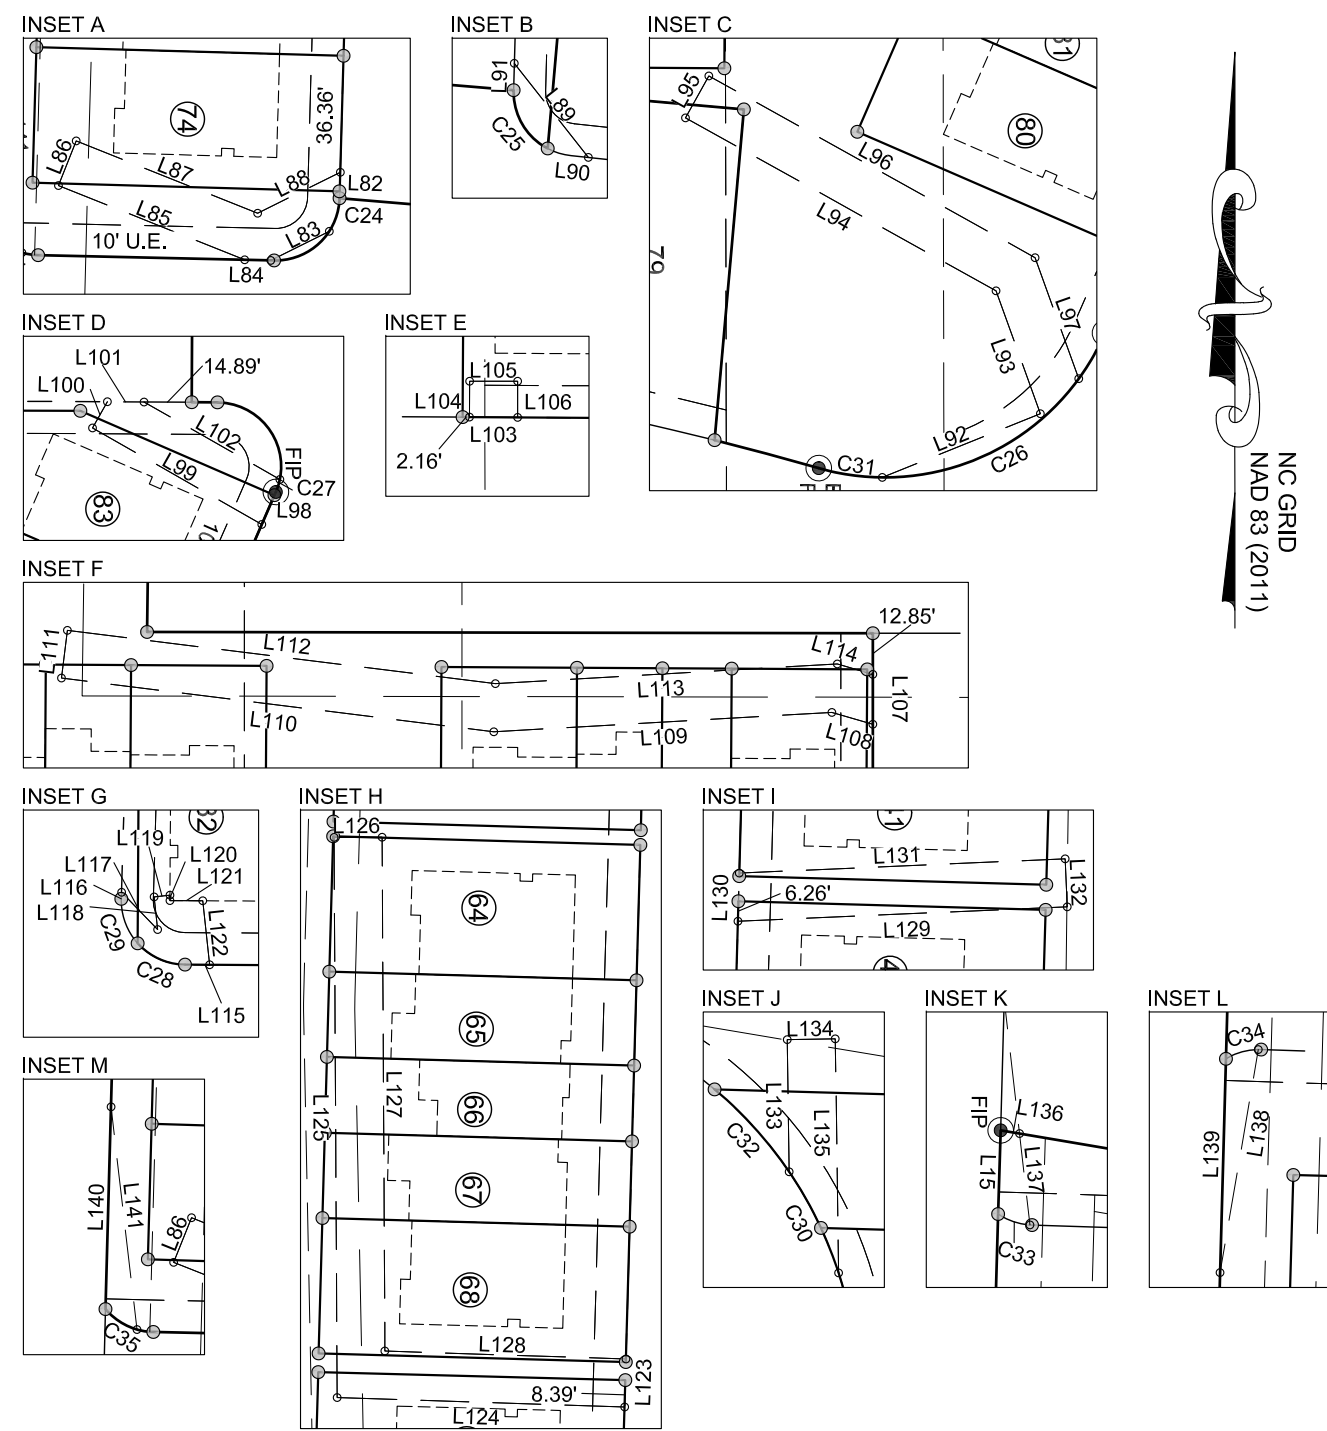 INSET A
74
36.36'
L86
L87
L88
L82
L85
C24
L83
10' U.E.
L84
INSET B
L91
L89
C25
L90
INSET C
L95
80
L96
L94
79
L97
L93
L92
C26
C31
NC GRID
NAD 83 (2011)
INSET D
L101
14.89'
L100
L102
FIP
L99
C27
L98
83
INSET E
L105
L104
L106
L103
2.16'
INSET F
12.85'
L111
L112
L114
L113
L107
L110
L109
L108
INSET G
L119
L117
L120
L116
L121
L118
C29
L122
C28
L115
INSET H
L126
64
65
L125
L127
66
67
68
L128
L123
8.39'
L124
INSET I
L131
L130
6.26'
L132
L129
INSET J
L134
L133
C32
L135
C30
INSET K
FIP
L136
L15
L137
C33
INSET L
C34
L138
L139
INSET M
L140
L141
L86
C35